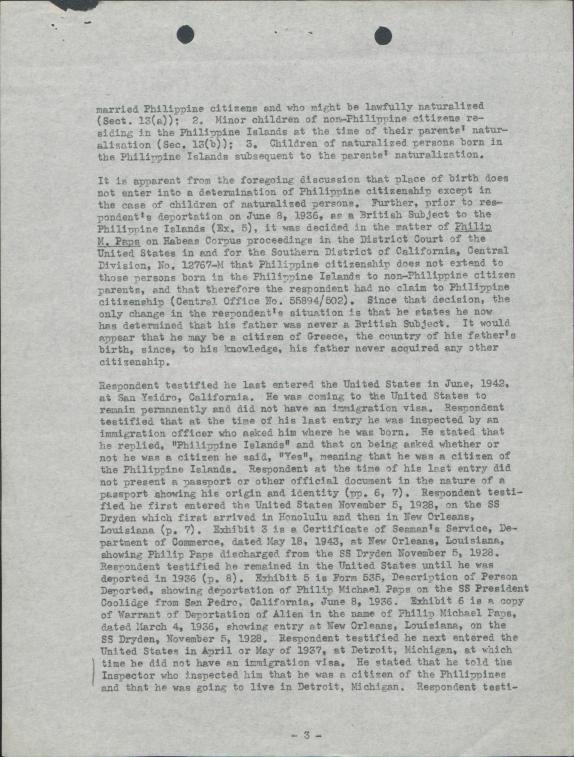 married Philippine citizens and who might be lawfully naturalized
(Sect. 13(a)); 2. Minor children of non-Philippine citizens re-
siding in the Philippine Islands at the time of their parents' natur-
alization (Sec. 13(b)); 3. Children of naturalized persons born in
the Philippine Islands subsequent to the parents' naturalization.
It is apparent from the foregoing discussion that place of birth does
not enter into a determination of Philippine citizenship except in
the case of children of naturalized persons. Further, prior to res-
pondent's deportation on June 8, 1936, as a British Subject to the
Philippine Islands (Ex. 5), it was decided in the matter of Philip
M. Paps on Habeas Corpus proceedings in the District Court of the
United States in and for the Southern District of California, Central
Division, No. 12767-M that Philippine citizenship does not extend to
those persons born in the Philippine Islands to non-Philippine citizen
parents, and that therefore the respondent had no claim to Philippine
citizenship (Central Office No. 55894/502). Since that decision, the
only change in the respondent's situation is that he states he now
has determined that his father was never a British Subject. It would
appear that he may be a citizen of Greece, the country of his father's
birth, since, to his knowledge, his father never acquired any other
citizenship.
Respondent testified he last entered the United States in June, 1942,
at San Ysidro, California. He was coming to the United States to
remain permanently and did not have an immigration visa. Respondent
testified that at the time of his last entry he was inspected by an
immigration officer who asked him where he was born. He stated that
he replied, "Philippine Islands" and that on being asked whether or
not he was a citizen he said, "Yes", meaning that he was a citizen of
the Philippine Islands. Respondent at the time of his last entry did
not present a passport or other official document in the nature of a
passport showing his origin and identity (pp. 6, 7). Respondent testi-
fied he first entered the United States November 5, 1928, on the SS
Dryden which first arrived in Honolulu and then in New Orleans,
Louisiana (p. 7). Exhibit 3 is a Certificate of Seaman's Service, De-
partment of Commerce, dated May 18, 1943, at New Orleans, Louisiana,
showing Philip Paps discharged from the SS Dryden November 5, 1928.
Respondent testified he remained in the United States until he was
deported in 1936 (p. 8). Exhibit 5 is Form 535, Description of Person
Deported, showing deportation of Philip Michael Paps on the SS President
Coolidge from San Pedro, California, June 8, 1936. Exhibit 6 is a copy
of Warrant of Deportation of Alien in the name of Philip Michael Paps,
dated March 4, 1936, showing entry at New Orleans, Louisiana, on the
SS Dryden, November 5, 1928. Respondent testified he next entered the
United States in April or May of 1937, at Detroit, Michigan, at which
time he did not have an immigration visa. He stated that he told the
Inspector who inspected him that he was a citizen of the Philippines
and that he was going to live in Detroit, Michigan. Respondent testi-
- 3 -